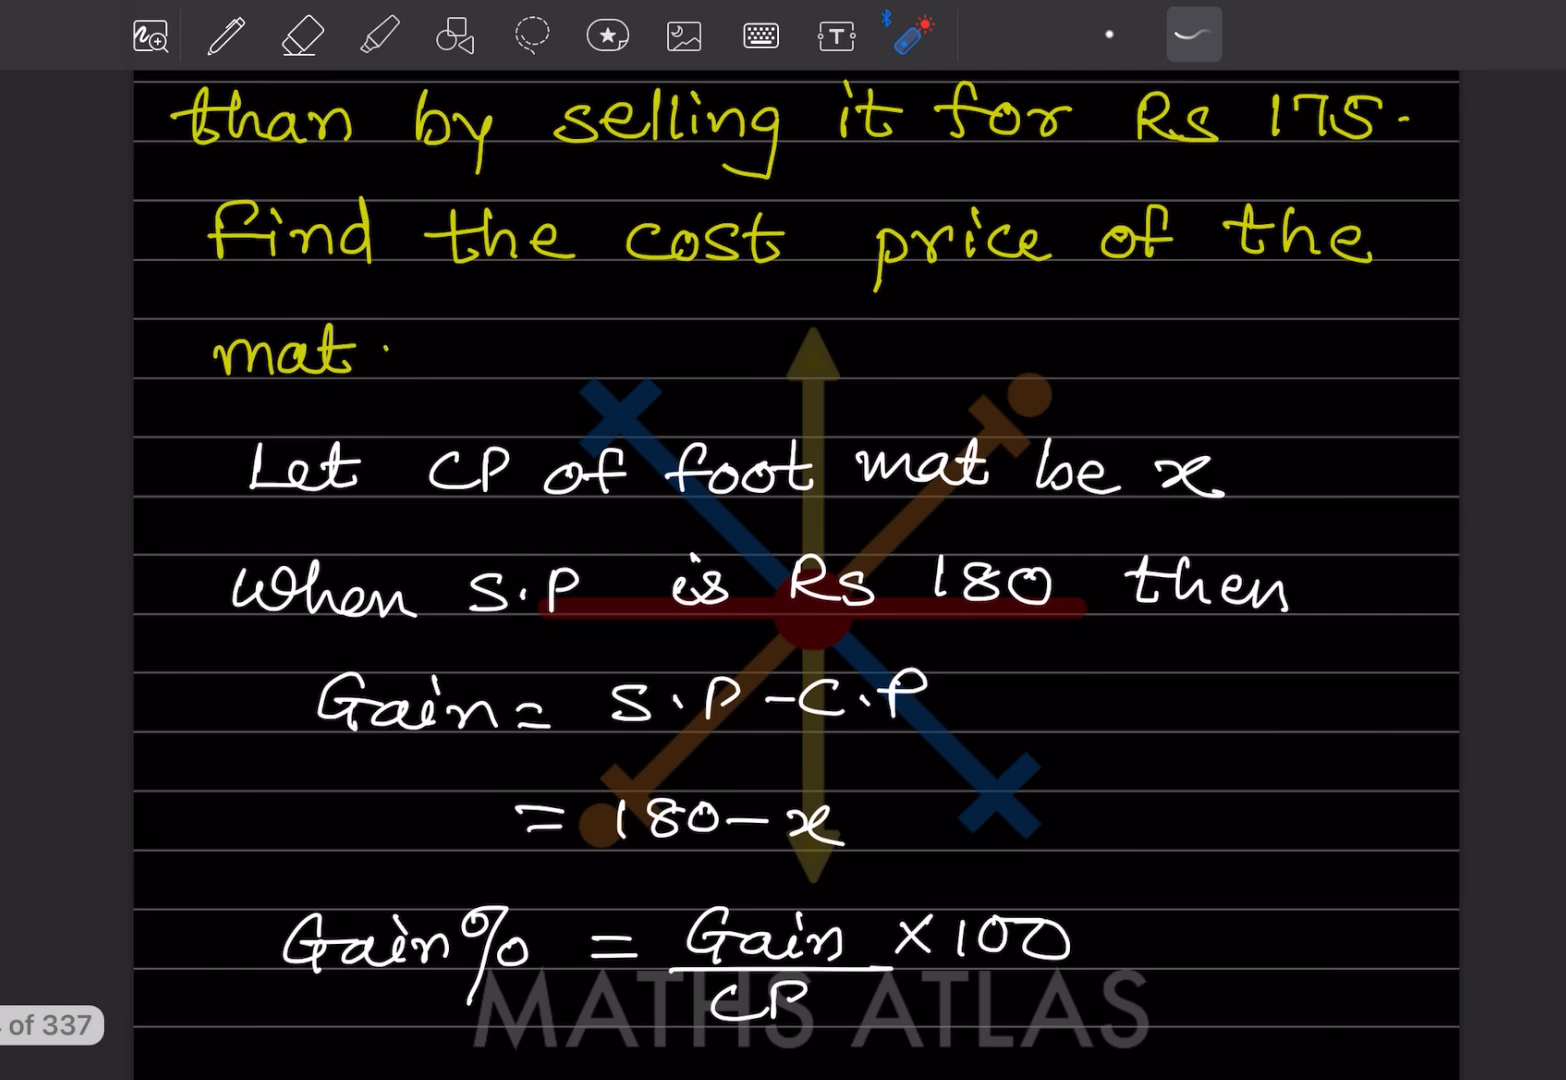 than by selling it for Rs 175.
find the cost price of the
mat.
Let CP of foot mat be x
When S.P is Rs 180 then
Gain = S.P - C.P
= 180 - x
Gain% = Gain × 100
CP
MATHS ATLAS
of 337